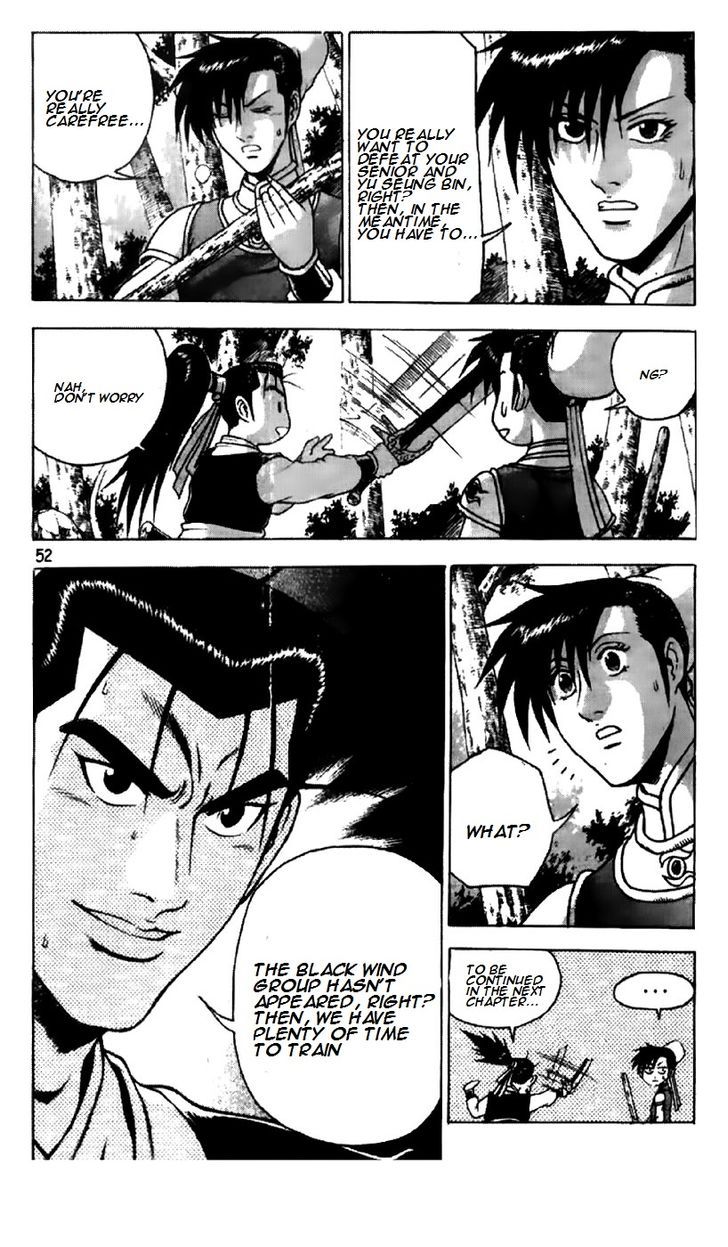 YOU'RE
REALLY
CAREFREE...
YOU REALLY
WANT TO
DEFEAT YOUR
SENIOR AND
YU SEUNG BIN,
RIGHT?
THEN, IN THE
MEANTIME,
YOU HAVE TO...
NAH,
DON'T WORRY
NG?
52
THE BLACK WIND
GROUP HASN'T
APPEARED, RIGHT?
THEN, WE HAVE
PLENTY OF TIME
TO TRAIN
WHAT?
TO BE
CONTINUED
IN THE NEXT
CHAPTER...
...